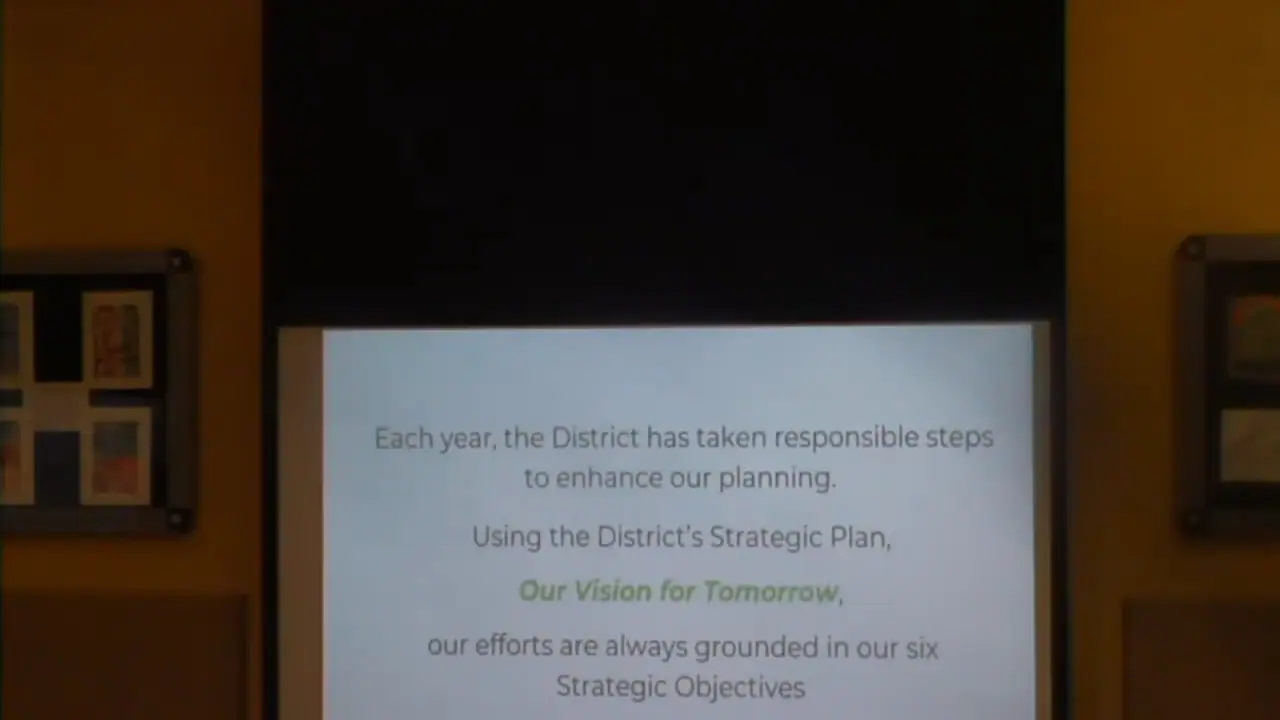 Each year, the District has taken responsible steps
to enhance our planning.
Using the District's Strategic Plan,
Our Vision for Tomorrow,
our efforts are always grounded in our six
Strategic Objectives